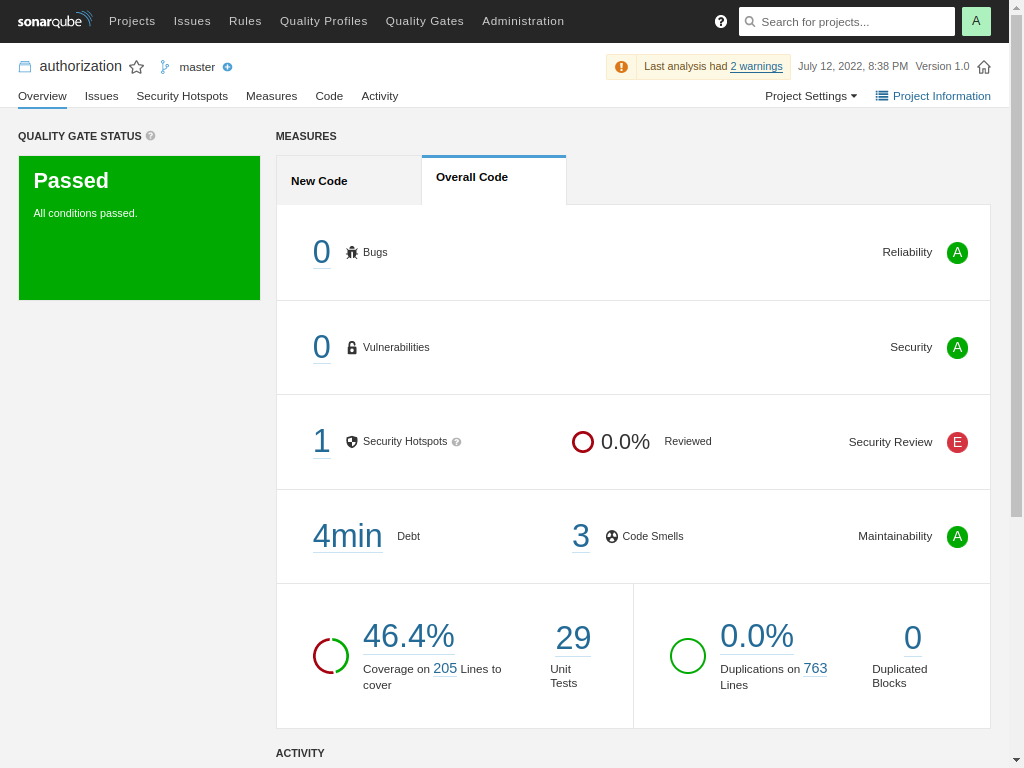 sonarqube Projects Issues Rules Quality Profiles Quality Gates Administration Search for projects... A
authorization master Last analysis had 2 warnings July 12, 2022, 8:38 PM Version 1.0
Overview Issues Security Hotspots Measures Code Activity Project Settings Project Information
QUALITY GATE STATUS
Passed
All conditions passed.
MEASURES
New Code Overall Code
0 Bugs Reliability A
0 Vulnerabilities Security A
1 Security Hotspots 0.0% Reviewed Security Review E
4min Debt 3 Code Smells Maintainability A
46.4%
Coverage on 205 Lines to
cover
29
Unit
Tests
0.0%
Duplications on 763
Lines
0
Duplicated
Blocks
ACTIVITY